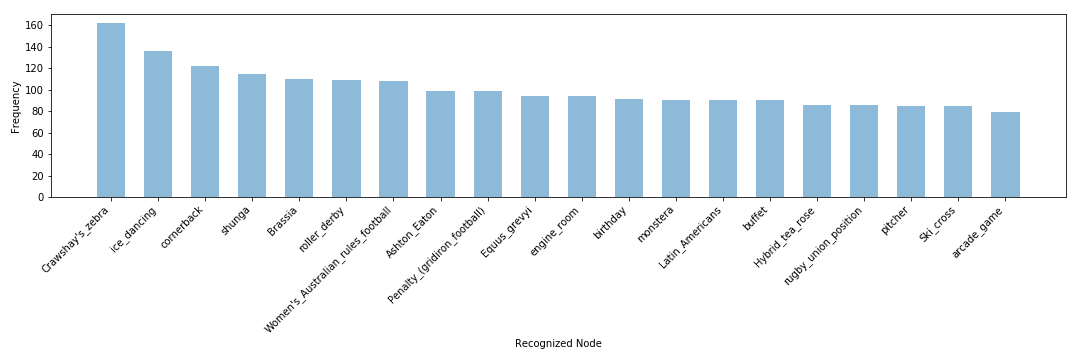 160
140
120
100
80
60
40
20
0
Frequency
Crawshay's_zebra
ice_dancing
cornerback
shunga
Brassia
roller_derby
Women's_Australian_rules_football
Ashton_Eaton
Penalty_(gridiron_football)
Equus_grevyi
engine_room
birthday
monstera
Latin_Americans
buffet
Hybrid_tea_rose
rugby_union_position
pitcher
Ski_cross
arcade_game
Recognized Node